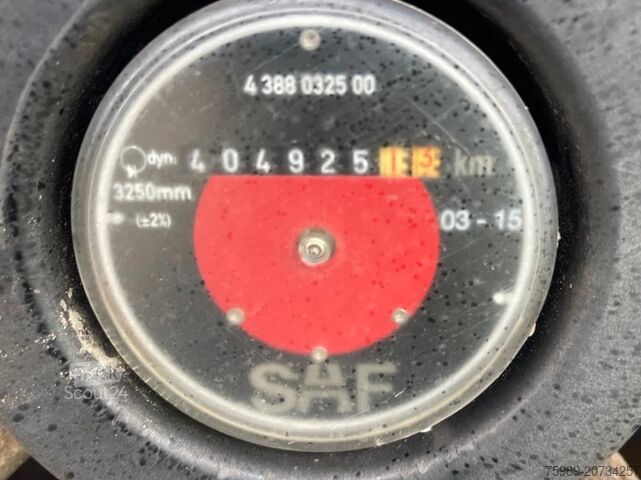 4 388 0325 00
dyn: 4 0 4 9 2 5 km
3250mm
(±2%)
03 - 15
SAF
Scout24
75989-20734257